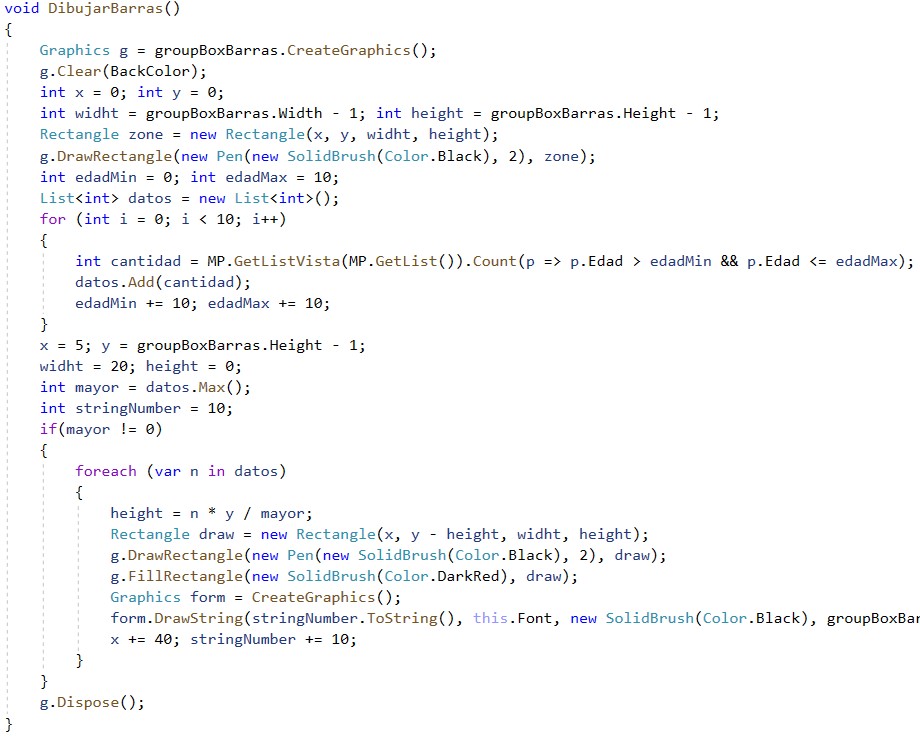 void DibujarBarras()
{
    Graphics g = groupBoxBarras.CreateGraphics();
    g.Clear(BackColor);
    int x = 0; int y = 0;
    int widht = groupBoxBarras.Width - 1; int height = groupBoxBarras.Height - 1;
    Rectangle zone = new Rectangle(x, y, widht, height);
    g.DrawRectangle(new Pen(new SolidBrush(Color.Black), 2), zone);
    int edadMin = 0; int edadMax = 10;
    List<int> datos = new List<int>();
    for (int i = 0; i < 10; i++)
    {
        int cantidad = MP.GetListVista(MP.GetList()).Count(p => p.Edad > edadMin && p.Edad <= edadMax);
        datos.Add(cantidad);
        edadMin += 10; edadMax += 10;
    }
    x = 5; y = groupBoxBarras.Height - 1;
    widht = 20; height = 0;
    int mayor = datos.Max();
    int stringNumber = 10;
    if(mayor != 0)
    {
        foreach (var n in datos)
        {
            height = n * y / mayor;
            Rectangle draw = new Rectangle(x, y - height, widht, height);
            g.DrawRectangle(new Pen(new SolidBrush(Color.Black), 2), draw);
            g.FillRectangle(new SolidBrush(Color.DarkRed), draw);
            Graphics form = CreateGraphics();
            form.DrawString(stringNumber.ToString(), this.Font, new SolidBrush(Color.Black), groupBoxBar
            x += 40; stringNumber += 10;
        }
    }
    g.Dispose();
}